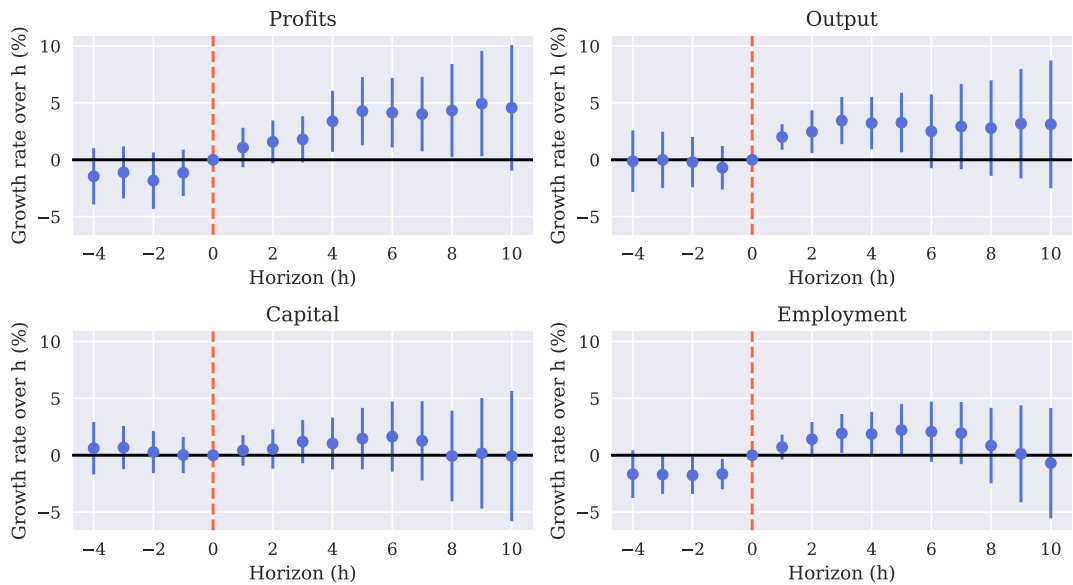 Profits
Growth rate over h (%)
10
5
0
−5
−4 −2 0 2 4 6 8 10
Horizon (h)
Output
Growth rate over h (%)
10
5
0
−5
−4 −2 0 2 4 6 8 10
Horizon (h)
Capital
Growth rate over h (%)
10
5
0
−5
−4 −2 0 2 4 6 8 10
Horizon (h)
Employment
Growth rate over h (%)
10
5
0
−5
−4 −2 0 2 4 6 8 10
Horizon (h)